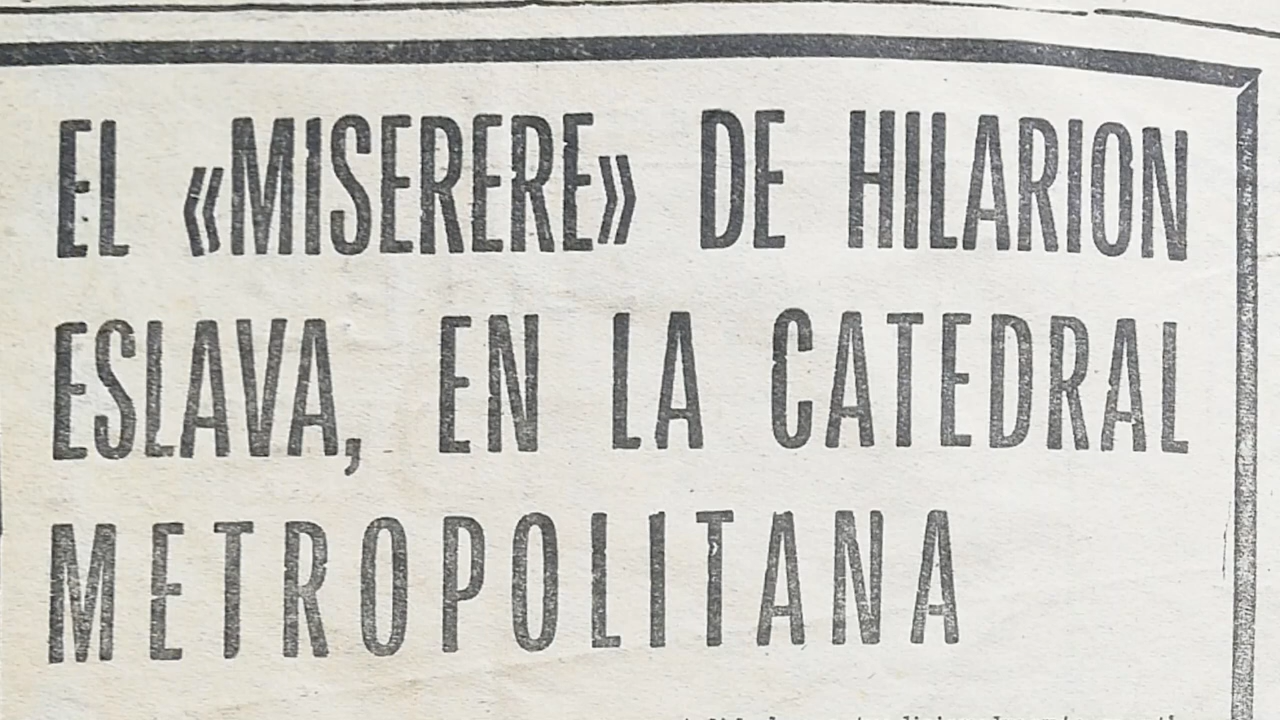 EL «MISERERE» DE HILARION
ESLAVA, EN LA CATEDRAL
METROPOLITANA